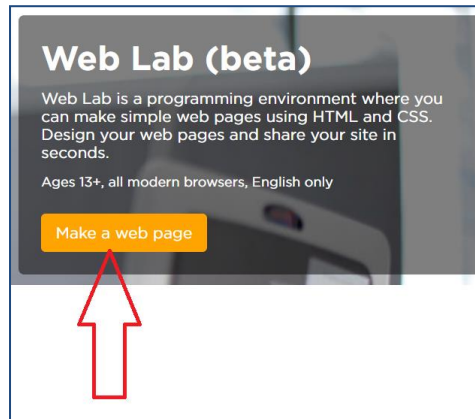 Web Lab (beta)
Web Lab is a programming environment where you
can make simple web pages using HTML and CSS.
Design your web pages and share your site in
seconds.
Ages 13+, all modern browsers, English only
Make a web page